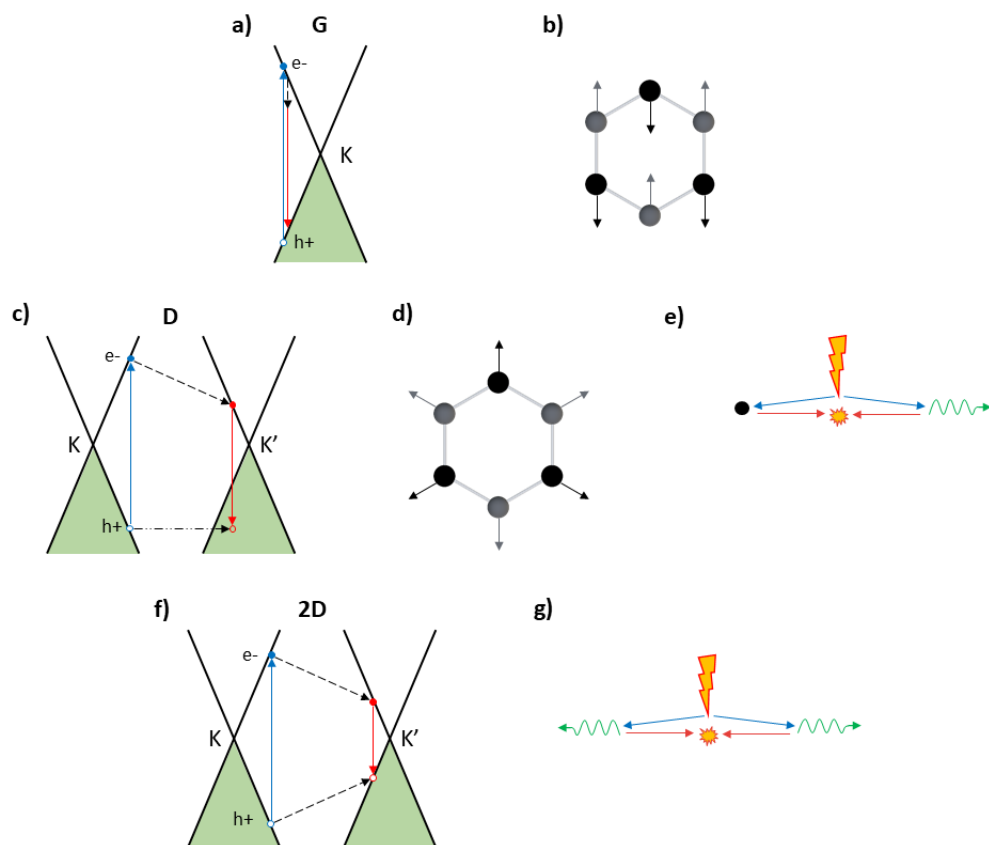 a) G b)
e-
K
h+
c) D d) e)
e-
K K’
h+
f) 2D g)
e-
K K’
h+